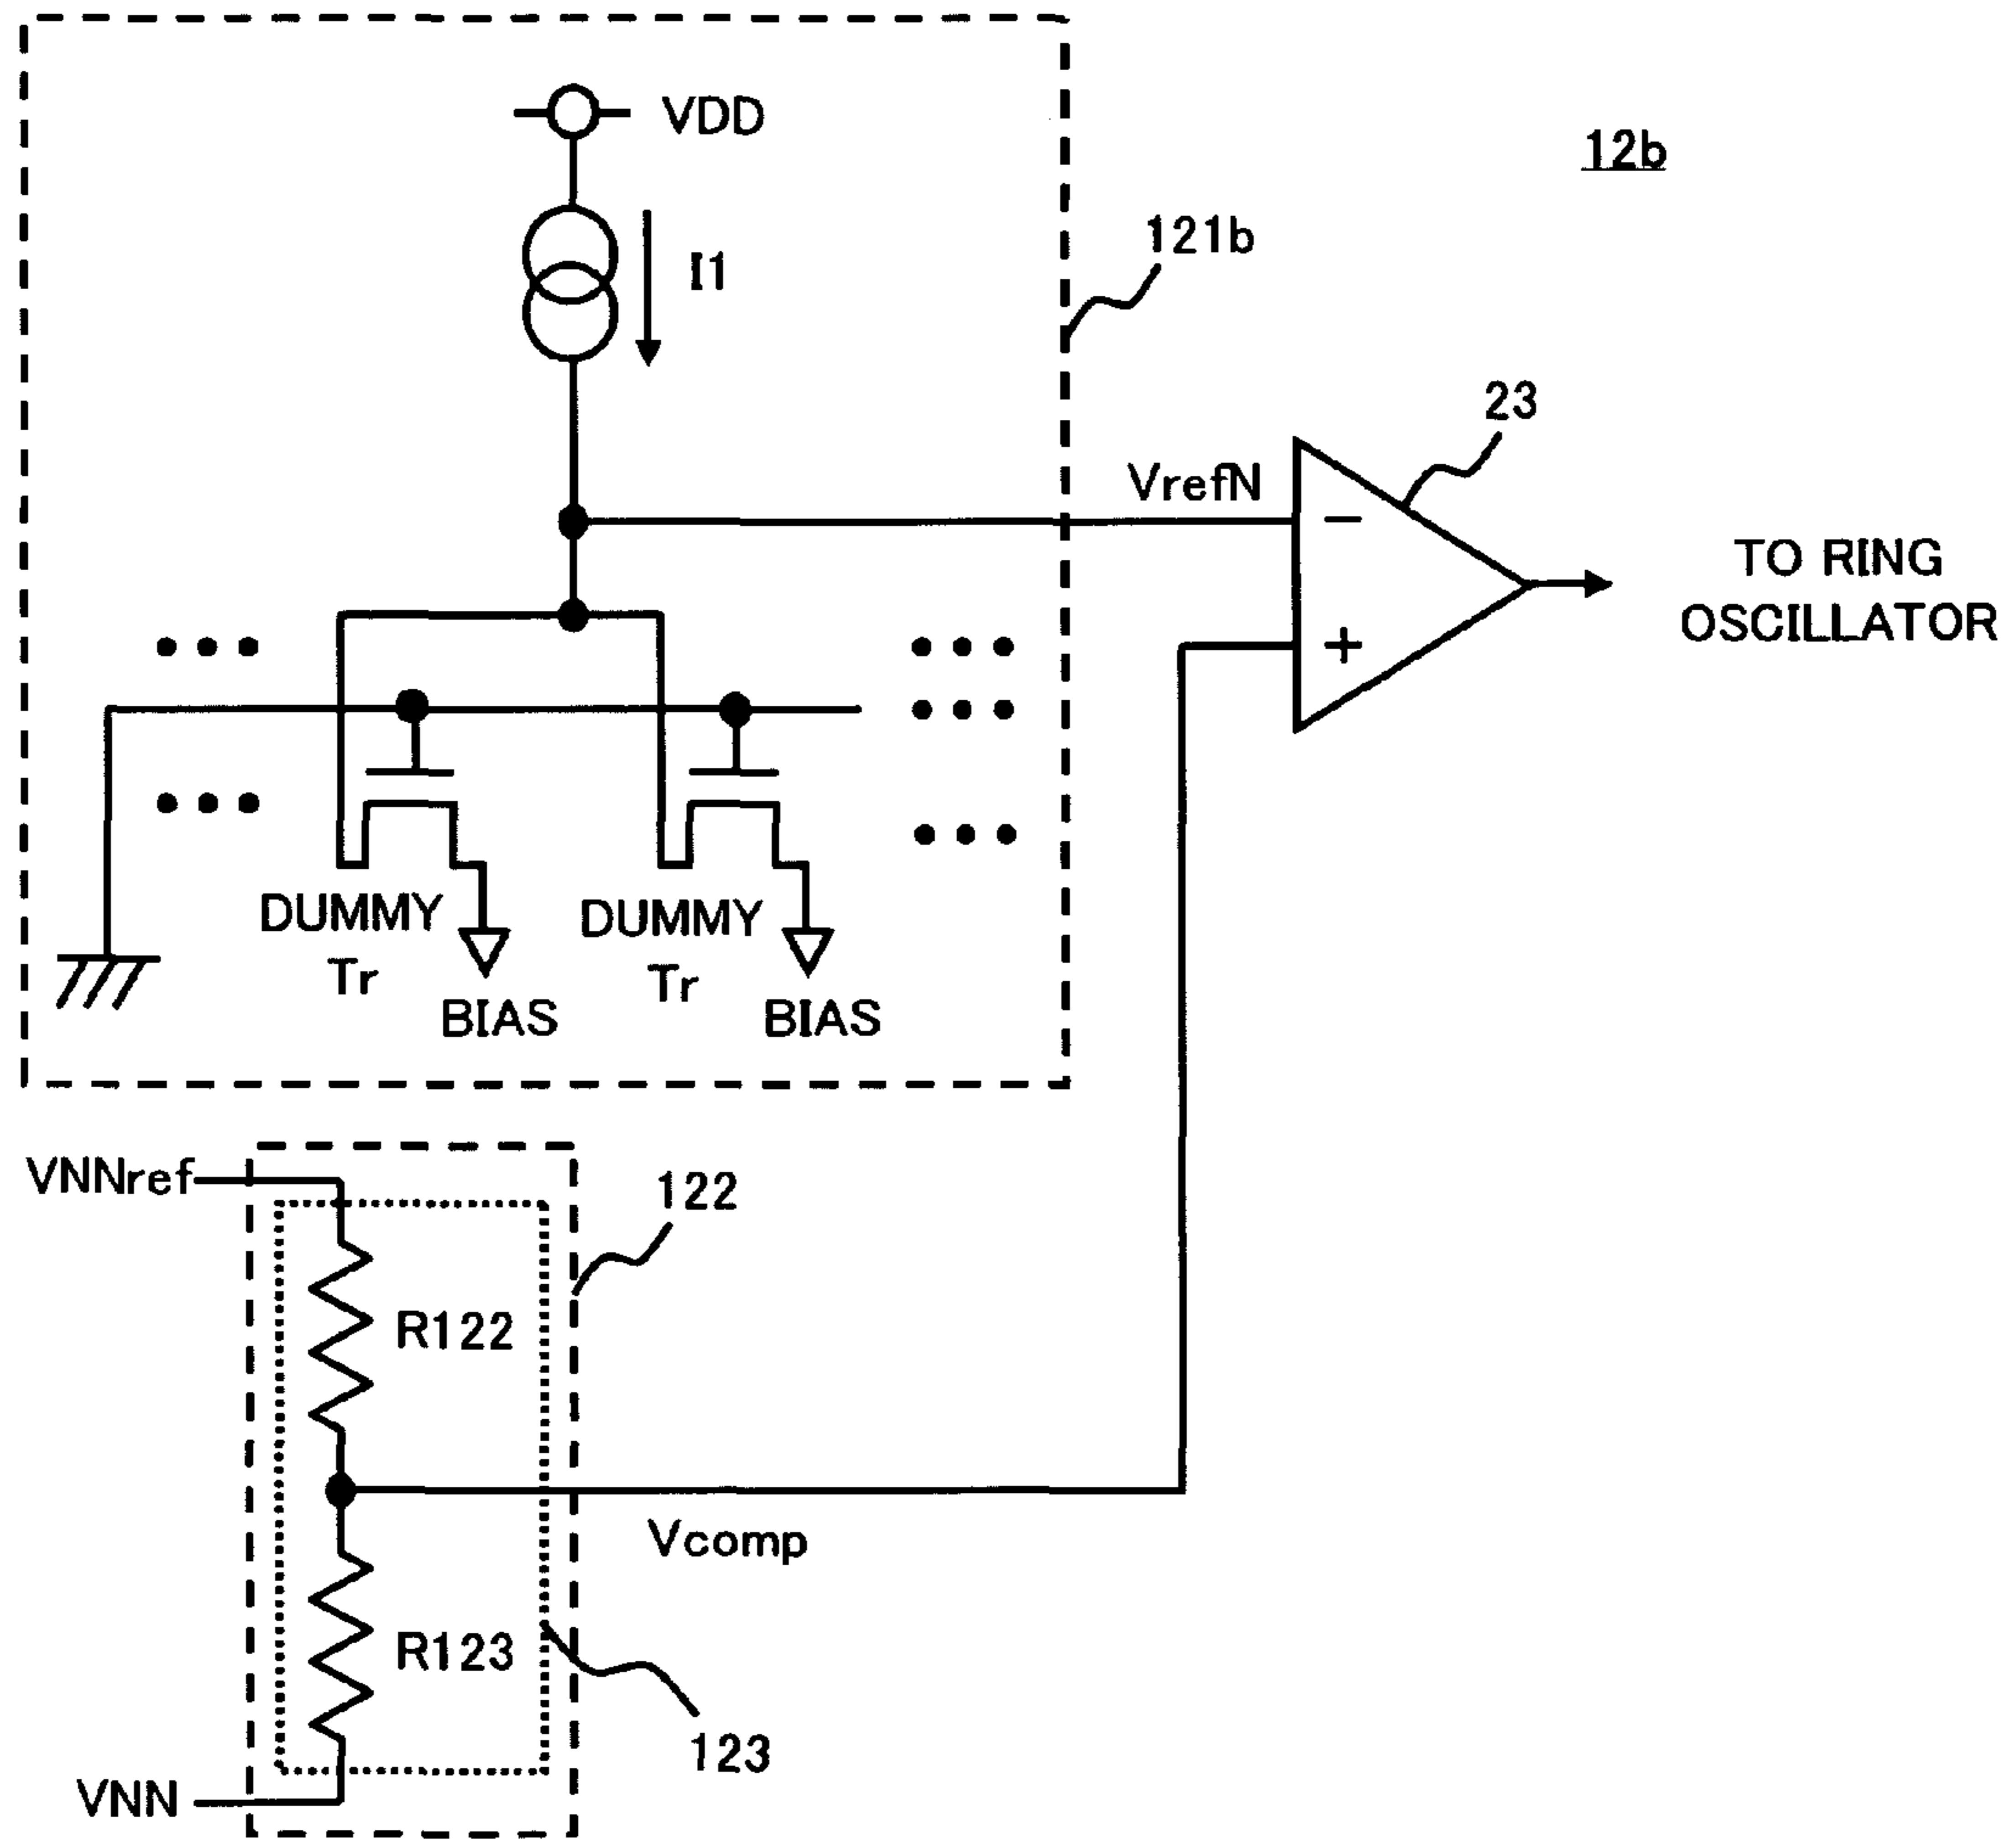 VDD
12b
I1
121b
23
VrefN
−
+
TO RING
OSCILLATOR
DUMMY
Tr
DUMMY
Tr
BIAS
BIAS
VNNref
122
R122
Vcomp
R123
123
VNN